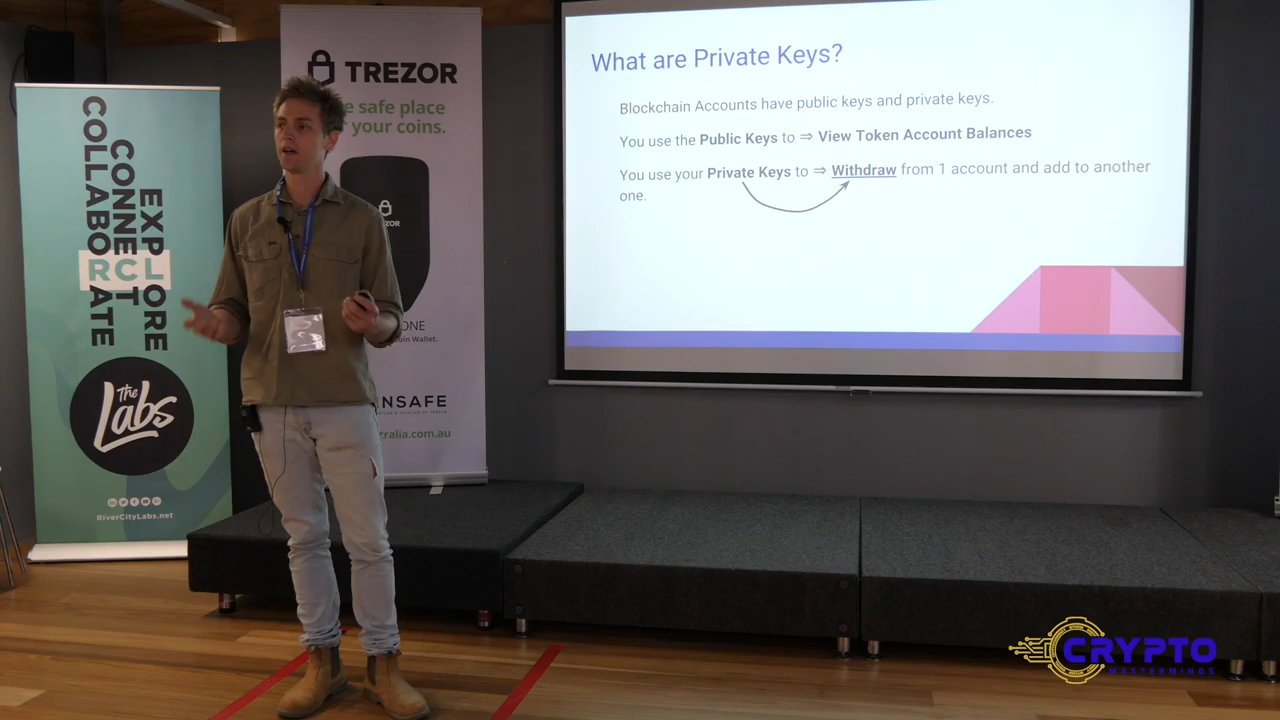 COLLABORATE
CONNECT
EXPLORE
The Labs
RiverCityLabs.net
TREZOR
safe place
your coins.
ONE
Wallet.
What are Private Keys?
Blockchain Accounts have public keys and private keys.
You use the Public Keys to ⇒ View Token Account Balances
You use your Private Keys to ⇒ Withdraw from 1 account and add to another
one.
CRYPTO
MASTERMINDS